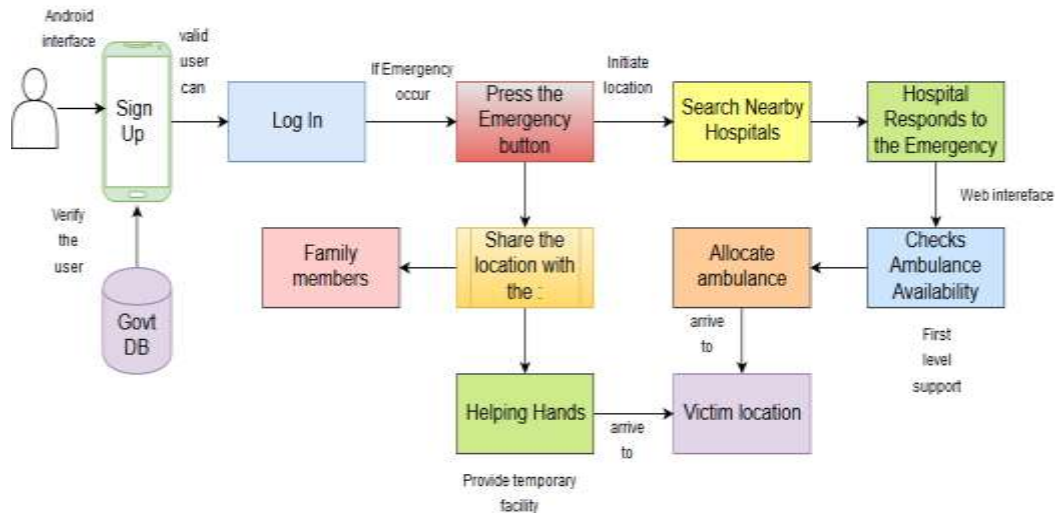 Android
interface
valid
user
can
Sign
Up
Log In
If Emergency
occur
Press the
Emergency
button
Initiate
location
Search Nearby
Hospitals
Hospital
Responds to
the Emergency
Web intereface
Verify
the
user
Govt
DB
Family
members
Share the
location with
the :
Allocate
ambulance
Checks
Ambulance
Availability
First
level
support
arrive
to
Helping Hands
arrive
to
Victim location
Provide temporary
facility